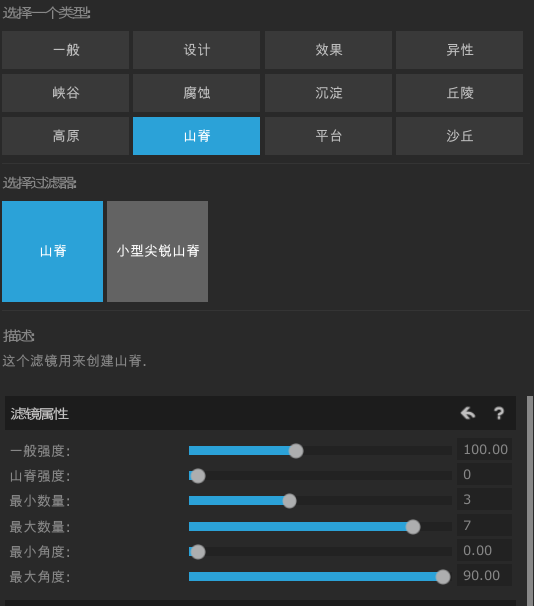 选择一个类型:
一般 设计 效果 异性
峡谷 腐蚀 沉淀 丘陵
高原 山脊 平台 沙丘
选择过滤器:
山脊 小型尖锐山脊
描述:
这个滤镜用来创建山脊.
滤镜属性 ?
一般强度: 100.00
山脊强度: 0
最小数量: 3
最大数量: 7
最小角度: 0.00
最大角度: 90.00